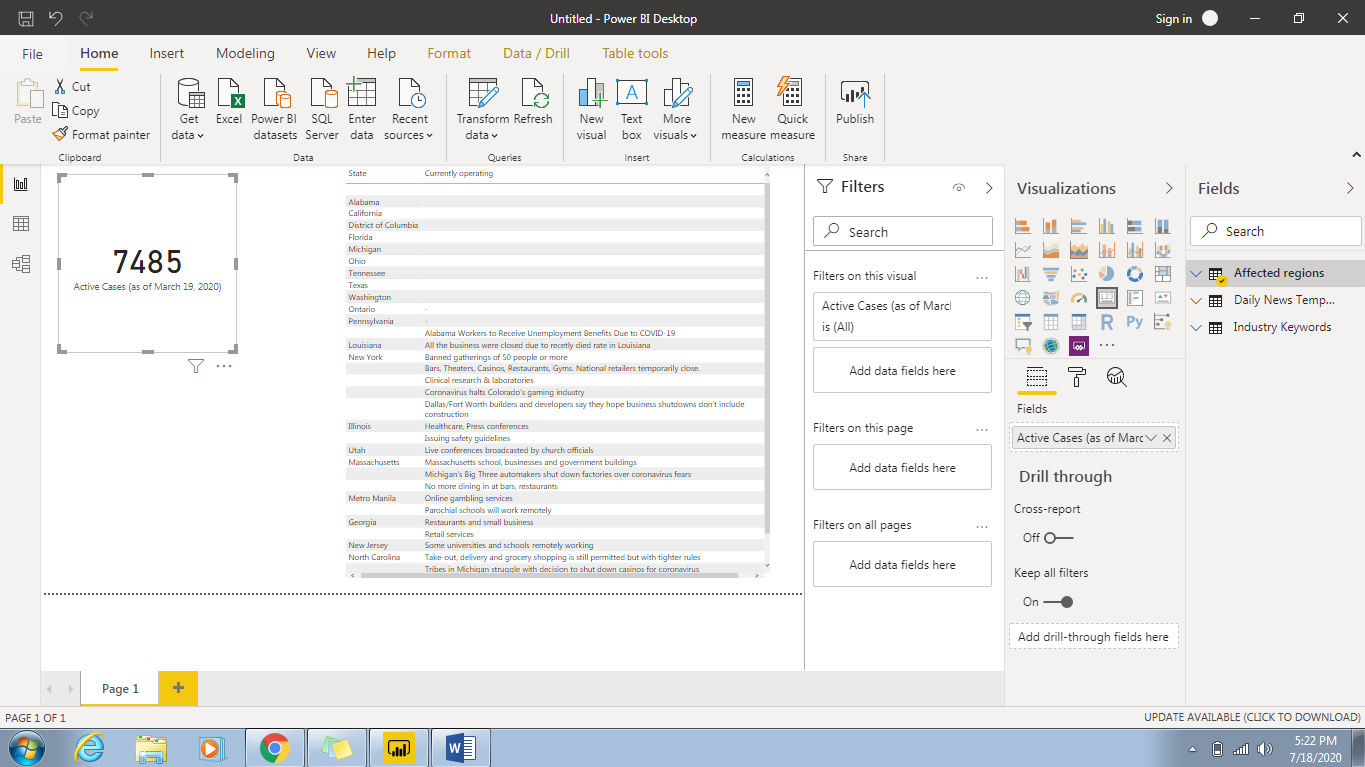 Untitled - Power BI Desktop
Sign in
File Home Insert Modeling View Help Format Data / Drill Table tools
Paste
Cut
Copy
Format painter
Clipboard
Get data
Excel
Power BI datasets
SQL Server
Enter data
Recent sources
Data
Transform data
Refresh
Queries
New visual
Text box
More visuals
Insert
New measure
Quick measure
Calculations
Publish
Share
7485
Active Cases (as of March 19, 2020)
State Currently operating
Alabama
California
District of Columbia
Florida
Michigan
Ohio
Tennessee
Texas
Washington
Ontario -
Pennsylvania -
Alabama Workers to Receive Unemployment Benefits Due to COVID-19
Louisiana All the business were closed due to recetly died rate in Louisiana
New York Banned gatherings of 50 people or more
Bars, Theaters, Casinos, Restaurants, Gyms. National retailers temporarily close.
Clinical research & laboratories
Coronavirus halts Colorado's gaming industry
Dallas/Fort Worth builders and developers say they hope business shutdowns don't include
construction
Illinois Healthcare, Press conferences
Issuing safety guidelines
Utah Live conferences broadcasted by church officials
Massachusetts Massachusetts school, businesses and government buildings
Michigan's Big Three automakers shut down factories over coronavirus fears
No more dining in at bars, restaurants
Metro Manila Online gambling services
Parochial schools will work remotely
Georgia Restaurants and small business
Retail services
New Jersey Some universities and schools remotely working
North Carolina Take-out, delivery and grocery shopping is still permitted but with tighter rules
Tribes in Michigan struggle with decision to shut down casinos for coronavirus
Filters
Search
Filters on this visual ...
Active Cases (as of Marc
is (All)
Add data fields here
Filters on this page ...
Add data fields here
Filters on all pages ...
Add data fields here
Visualizations
123
R
Py
...
Fields
Active Cases (as of Marc
Drill through
Cross-report
Off
Keep all filters
On
Add drill-through fields here
Fields
Search
Affected regions
Daily News Temp...
Industry Keywords
Page 1
PAGE 1 OF 1
UPDATE AVAILABLE (CLICK TO DOWNLOAD)
5:22 PM
7/18/2020